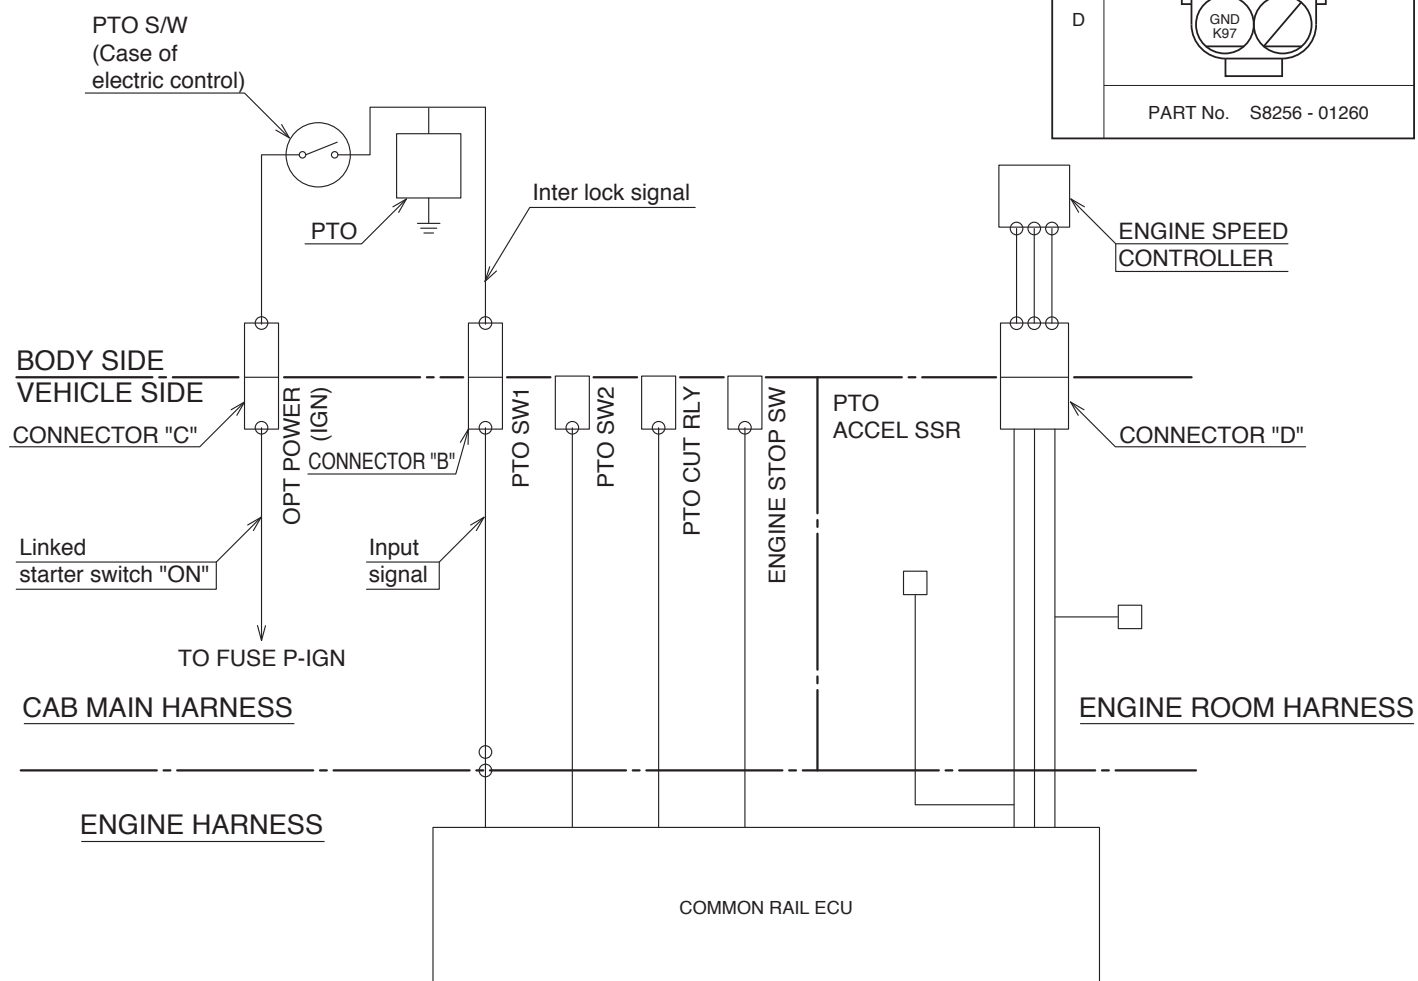 PTO S/W
(Case of
electric control)
D
GND
K97
PART No. S8256 - 01260
Inter lock signal
PTO
ENGINE SPEED
CONTROLLER
BODY SIDE
VEHICLE SIDE
CONNECTOR "C"
OPT POWER
(IGN)
CONNECTOR "B"
PTO SW1
PTO SW2
PTO CUT RLY
ENGINE STOP SW
PTO
ACCEL SSR
CONNECTOR "D"
Linked
starter switch "ON"
Input
signal
TO FUSE P-IGN
CAB MAIN HARNESS
ENGINE ROOM HARNESS
ENGINE HARNESS
COMMON RAIL ECU